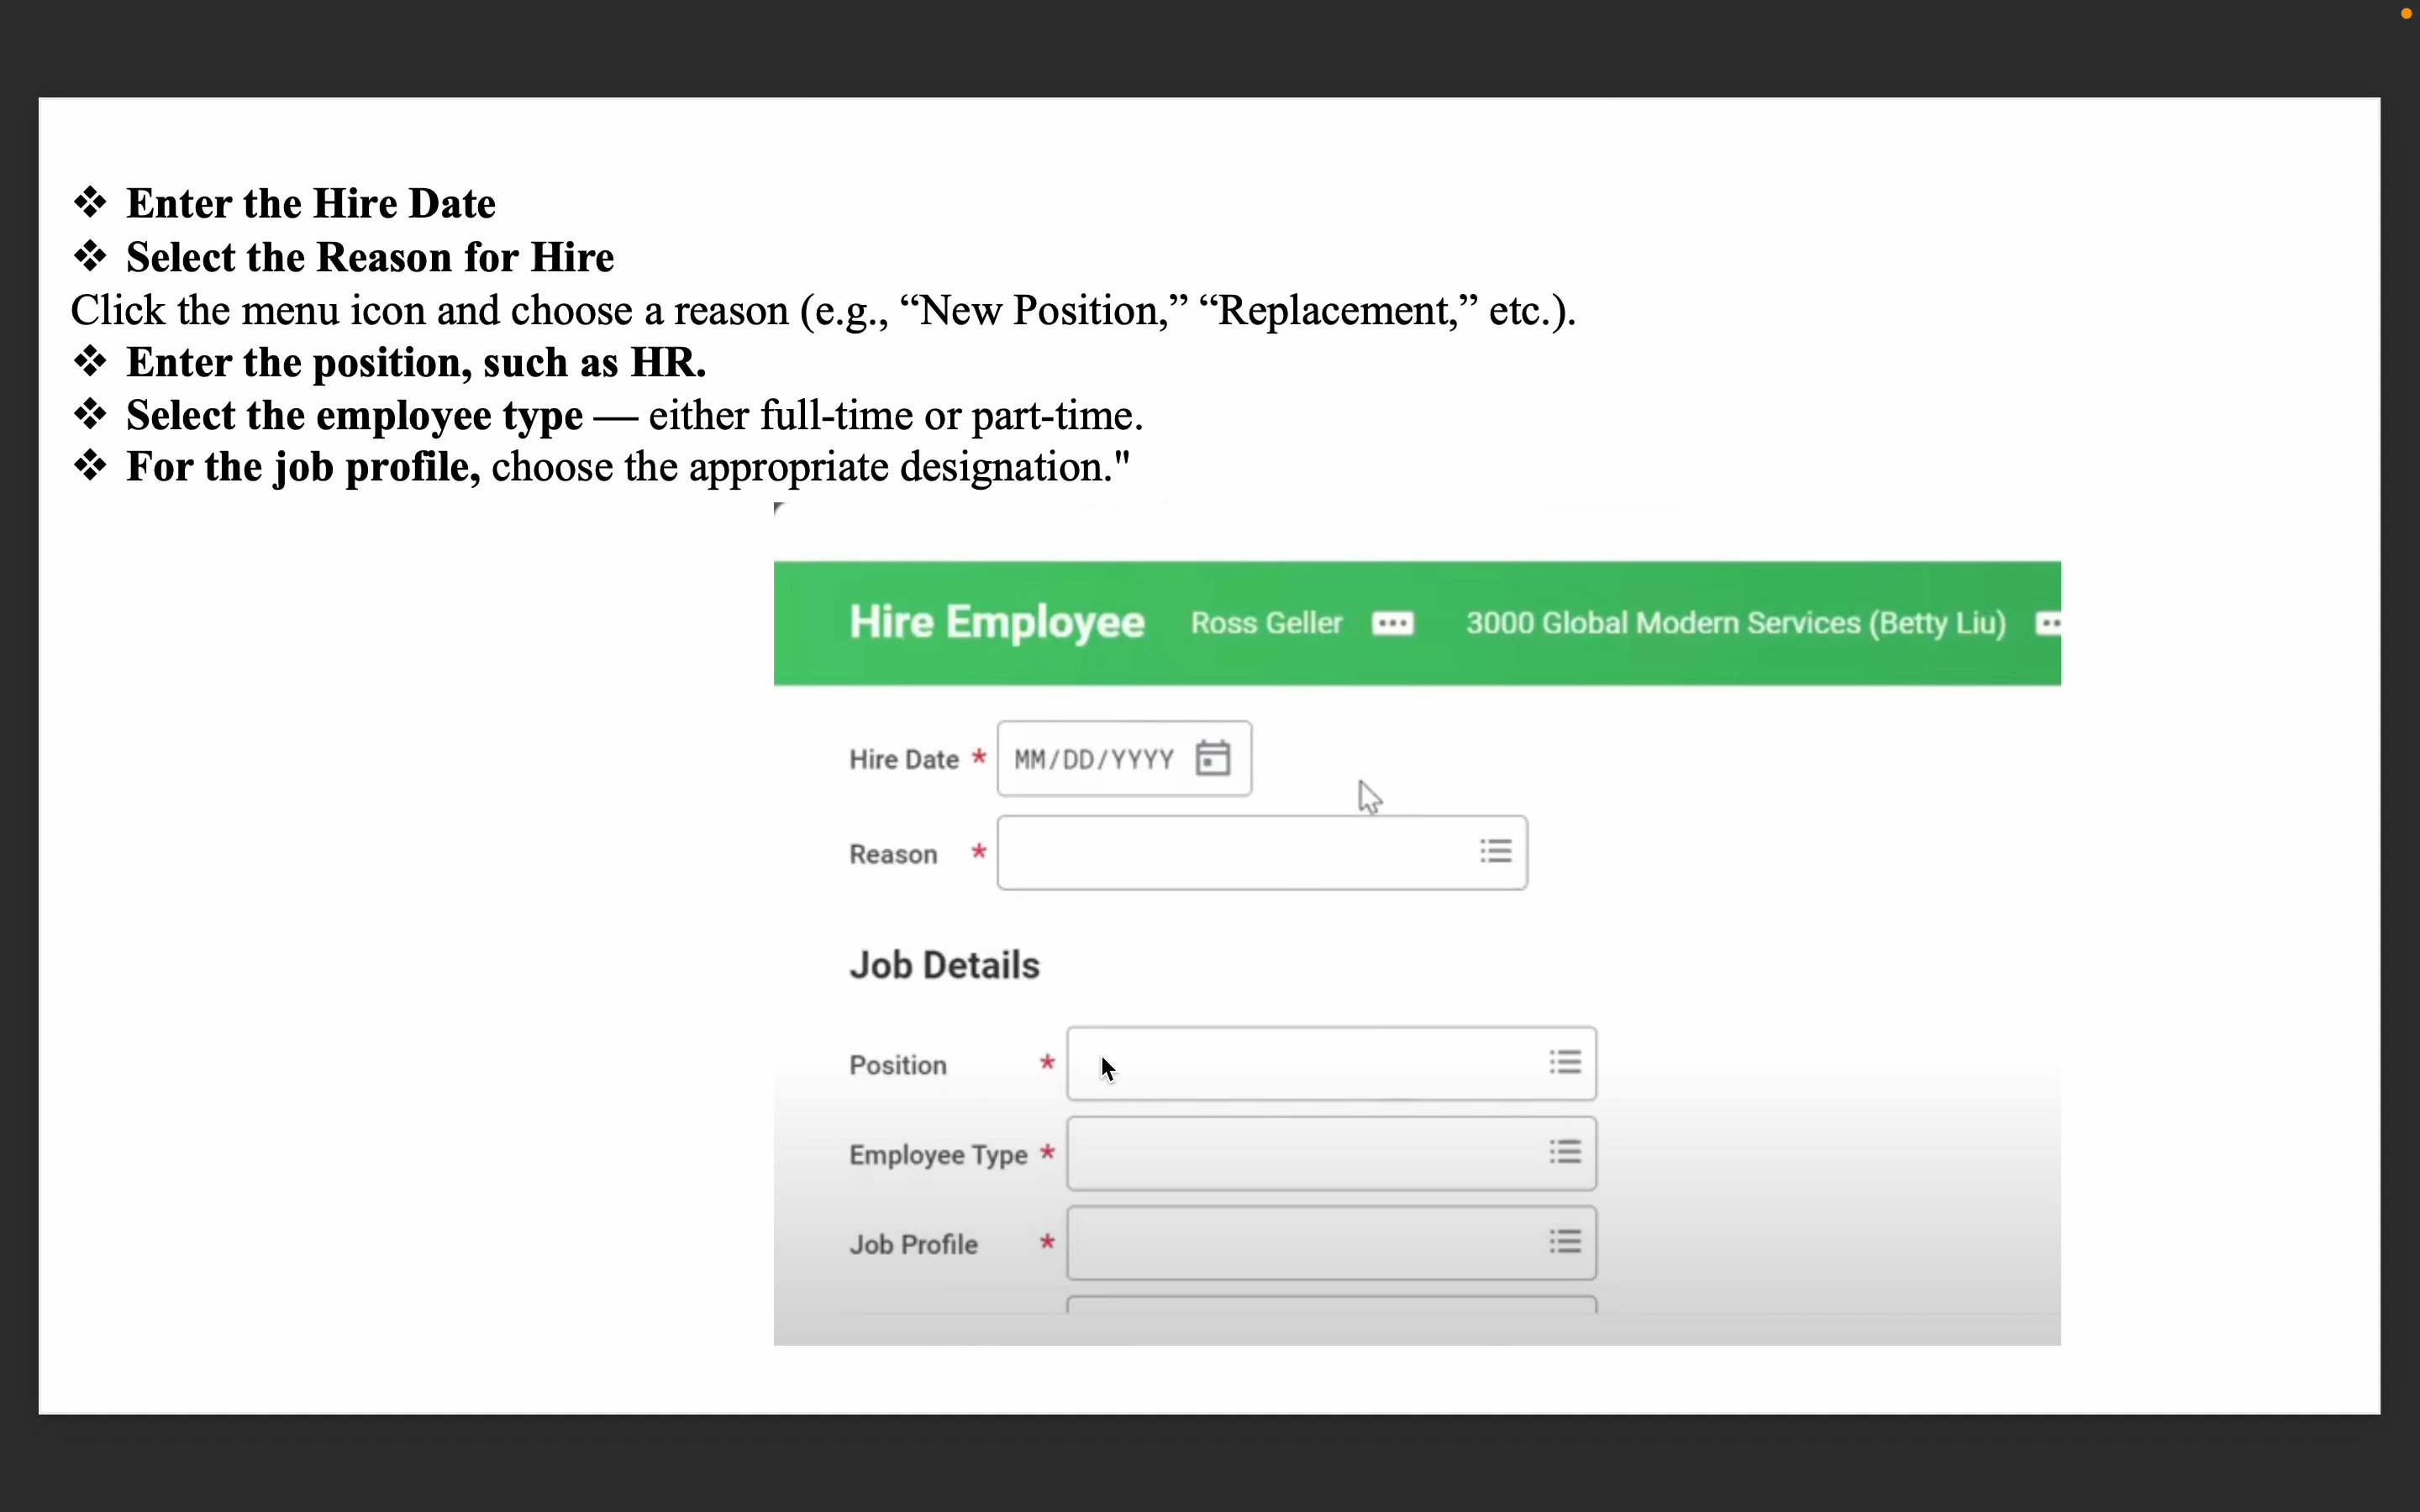 ❖ Enter the Hire Date
❖ Select the Reason for Hire
Click the menu icon and choose a reason (e.g., “New Position,” “Replacement,” etc.).
❖ Enter the position, such as HR.
❖ Select the employee type — either full-time or part-time.
❖ For the job profile, choose the appropriate designation."
Hire Employee Ross Geller 3000 Global Modern Services (Betty Liu)
Hire Date * MM/DD/YYYY
Reason *
Job Details
Position *
Employee Type *
Job Profile *